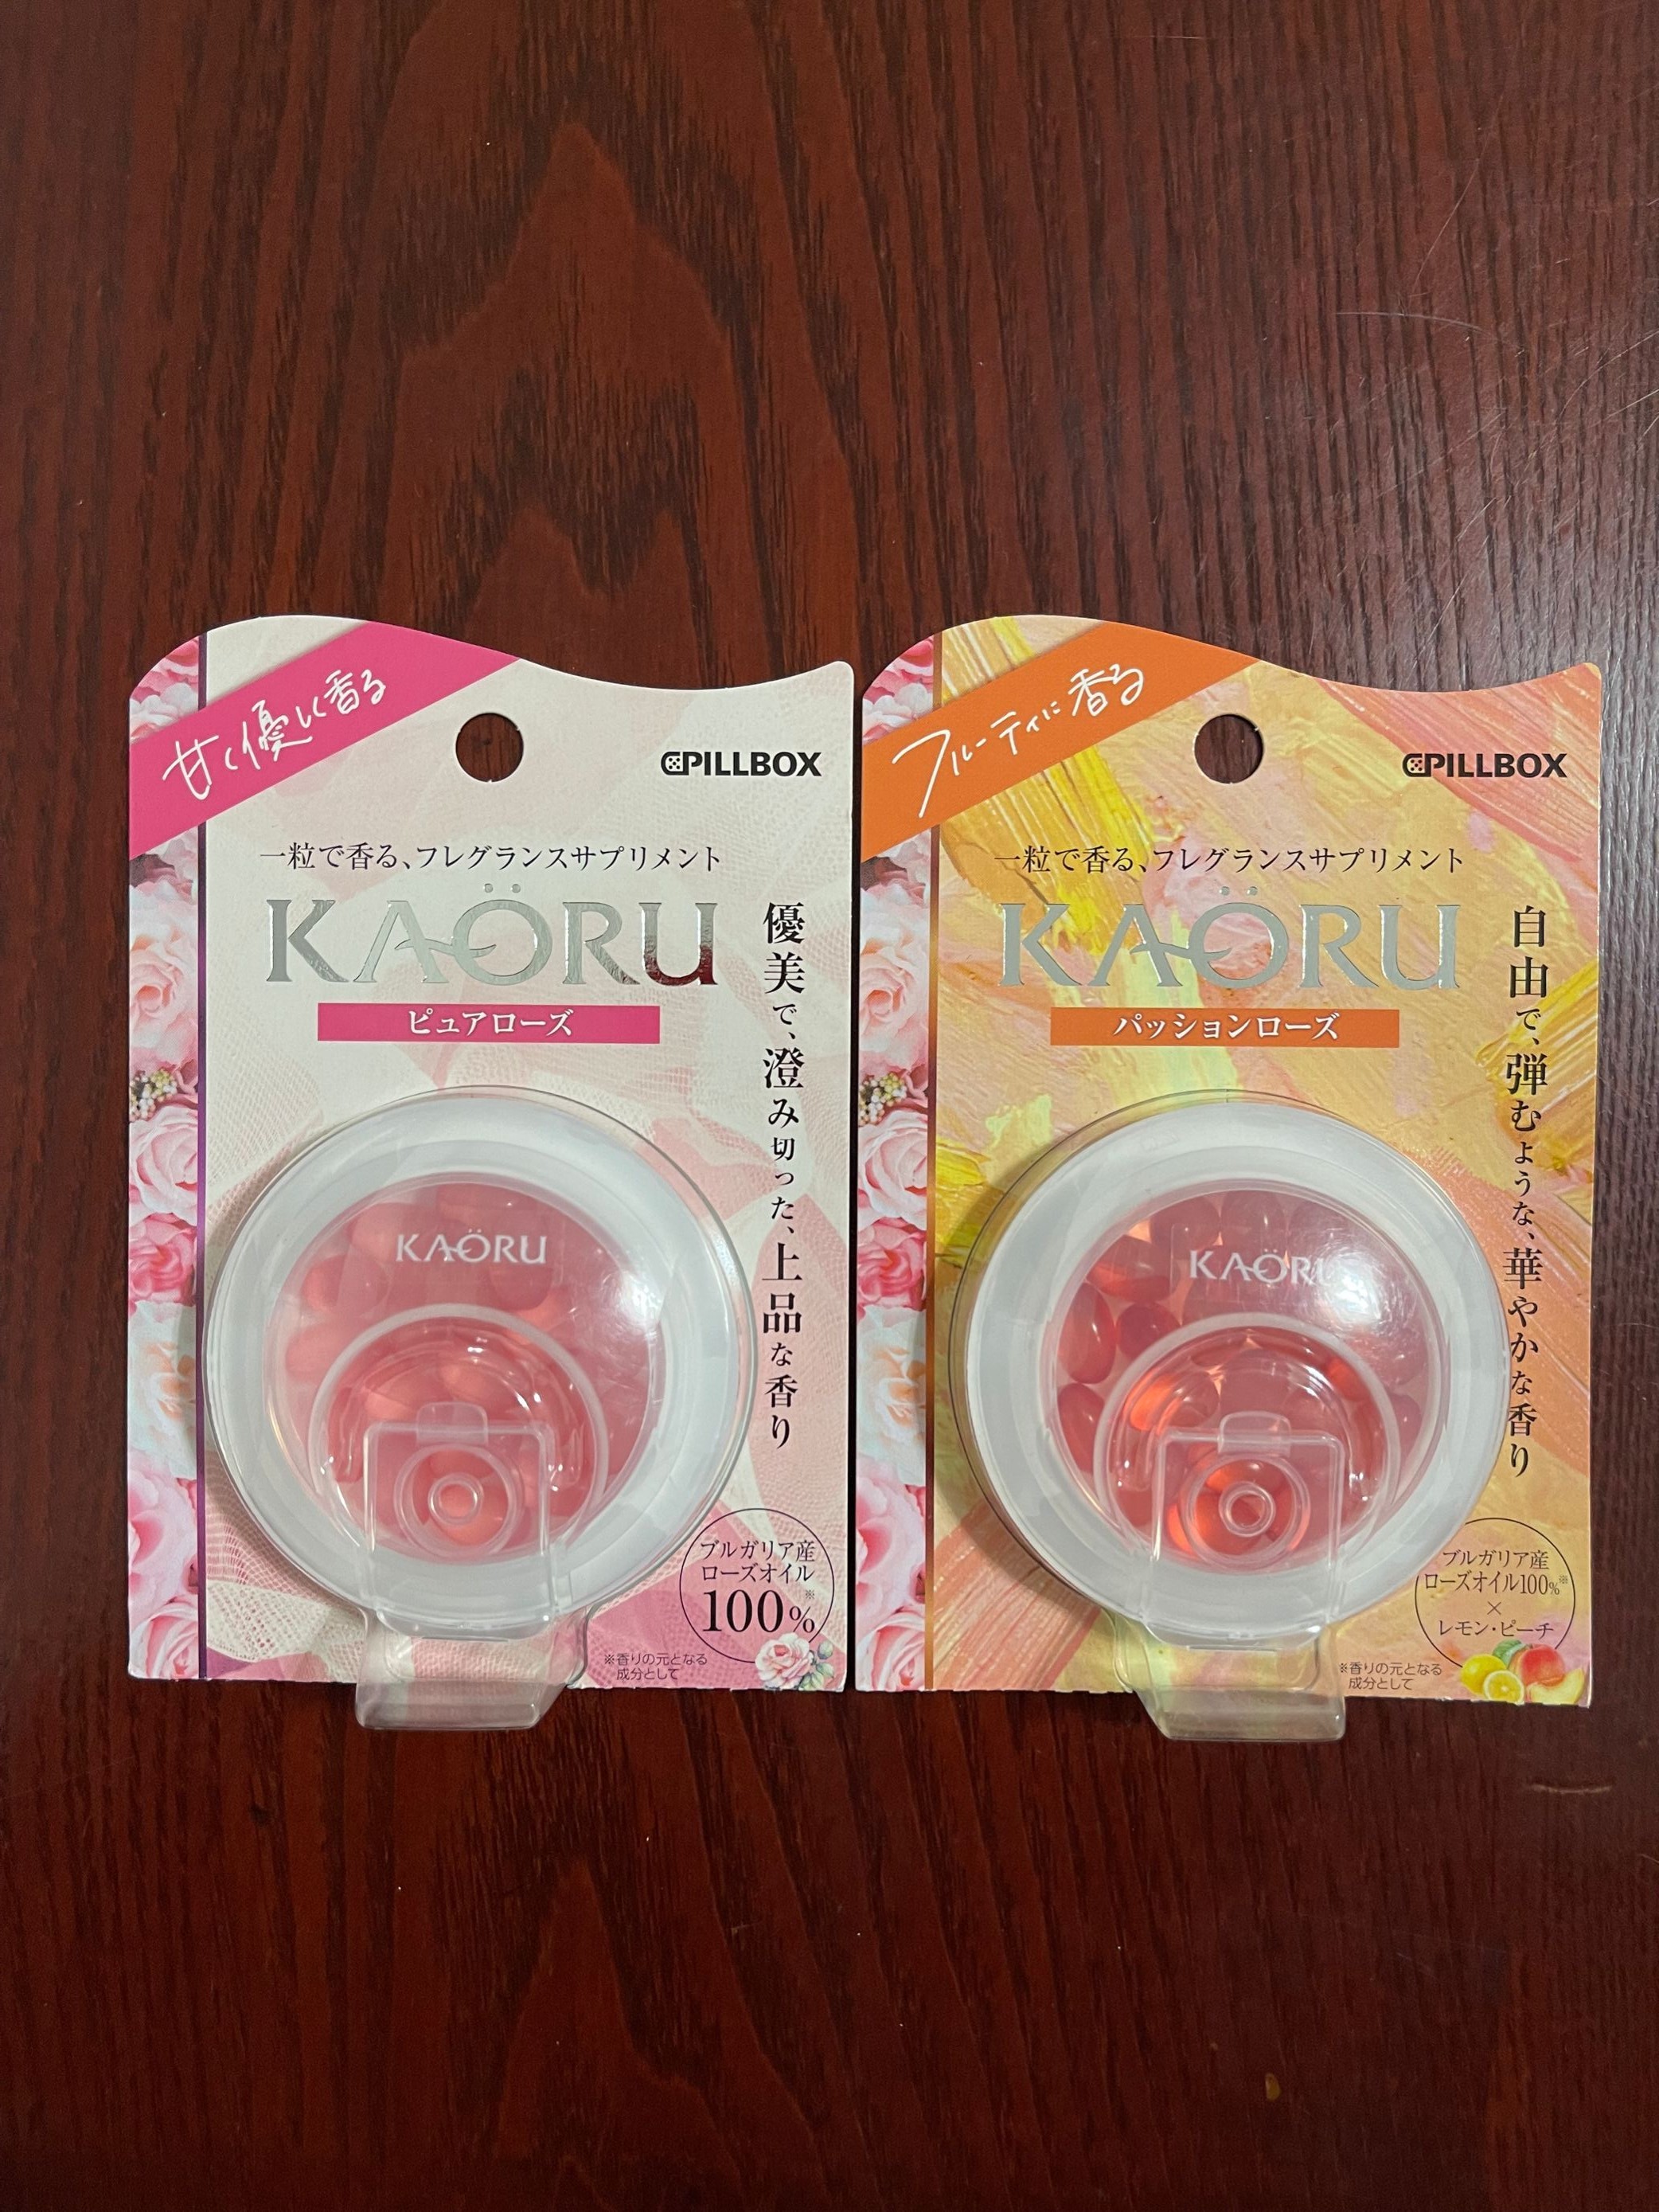 甘く優しく香る
PILLBOX
一粒で香る、フレグランスサプリメント
KAÖRU
ピュアローズ
優美で、澄み切った、上品な香り
KAÖRU
ブルガリア産
ローズオイル
100%※
※香りの元となる
成分として
フルーティに香る
PILLBOX
一粒で香る、フレグランスサプリメント
KAÖRU
パッションローズ
自由で、弾むような、華やかな香り
KAÖRU
ブルガリア産
ローズオイル100%※
×
レモン・ピーチ
※香りの元となる
成分として